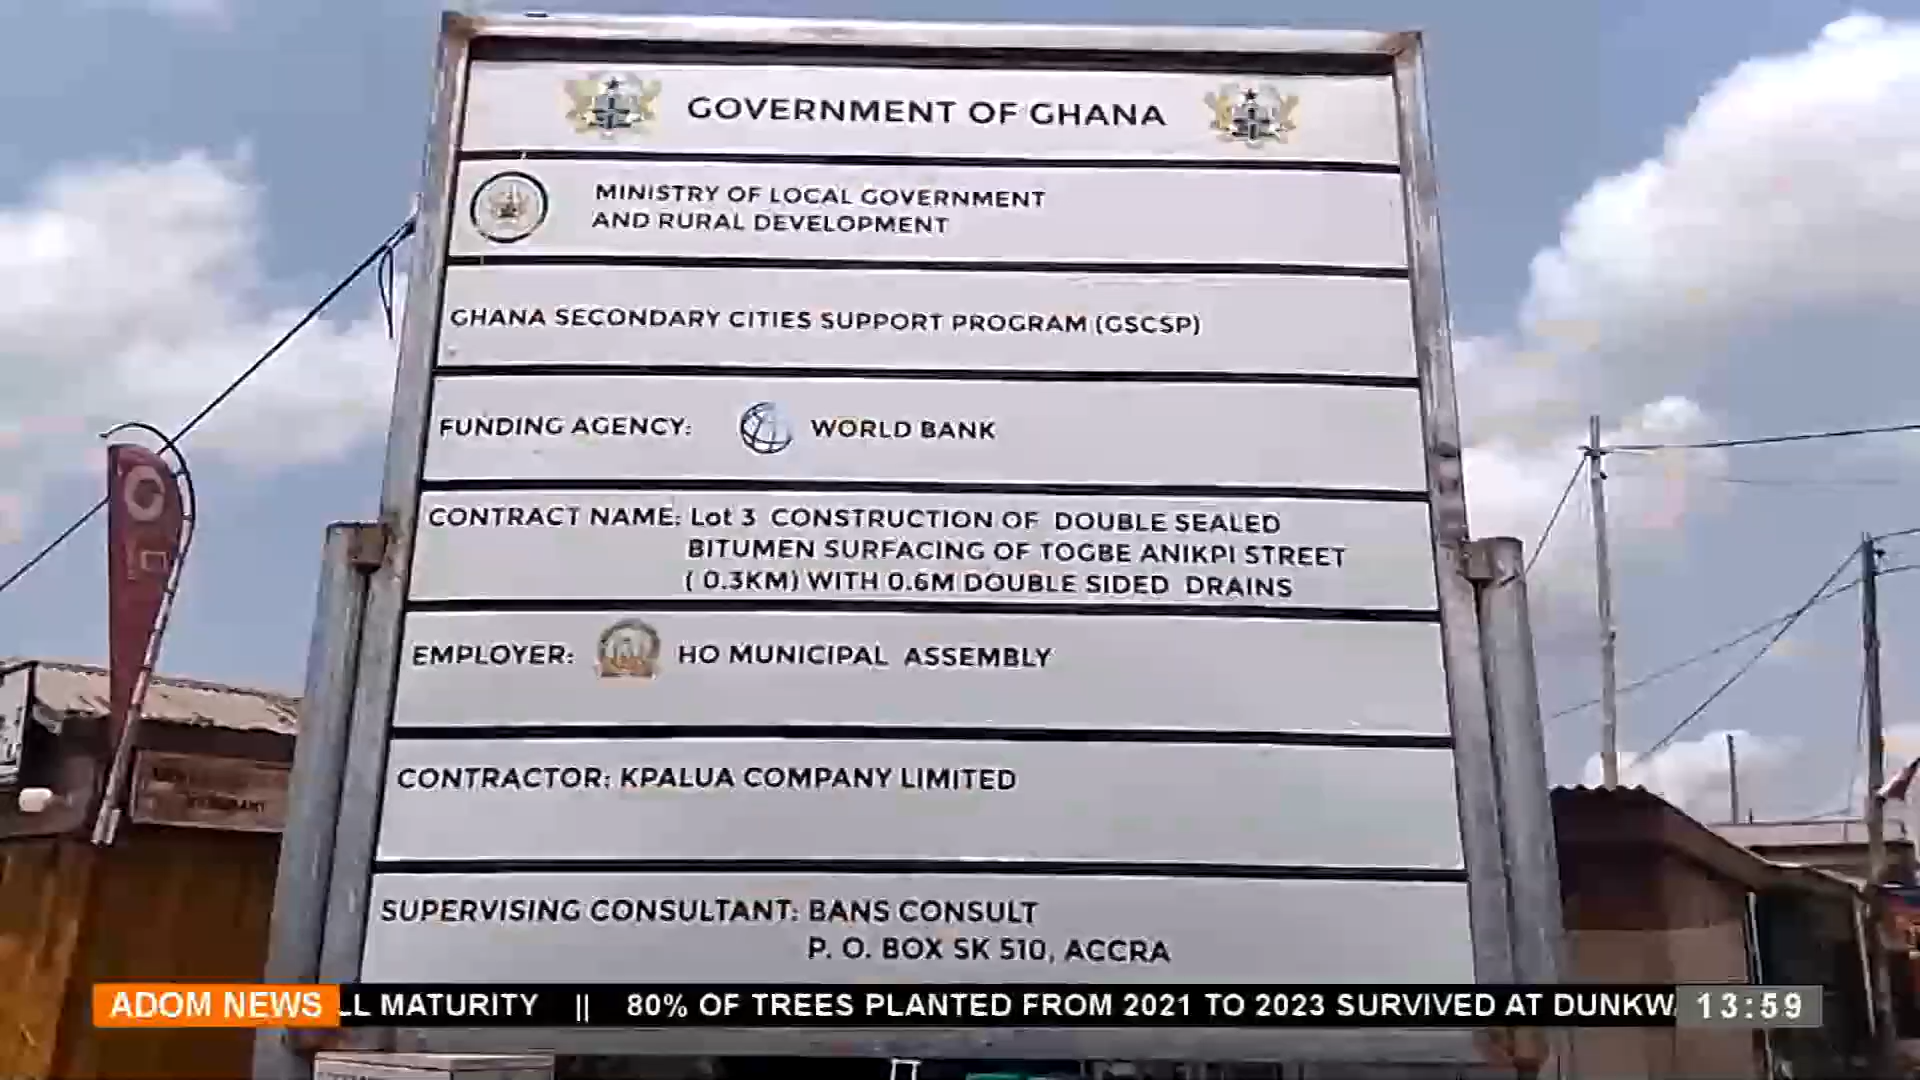 GOVERNMENT OF GHANA
MINISTRY OF LOCAL GOVERNMENT
AND RURAL DEVELOPMENT
GHANA SECONDARY CITIES SUPPORT PROGRAM (GSCSP)
FUNDING AGENCY: WORLD BANK
CONTRACT NAME: Lot 3 CONSTRUCTION OF DOUBLE SEALED
BITUMEN SURFACING OF TOGBE ANIKPI STREET
( 0.3KM) WITH 0.6M DOUBLE SIDED DRAINS
EMPLOYER: HO MUNICIPAL ASSEMBLY
CONTRACTOR: KPALUA COMPANY LIMITED
SUPERVISING CONSULTANT: BANS CONSULT
P. O. BOX SK 510, ACCRA
ADOM NEWS LL MATURITY || 80% OF TREES PLANTED FROM 2021 TO 2023 SURVIVED AT DUNKW 13:59